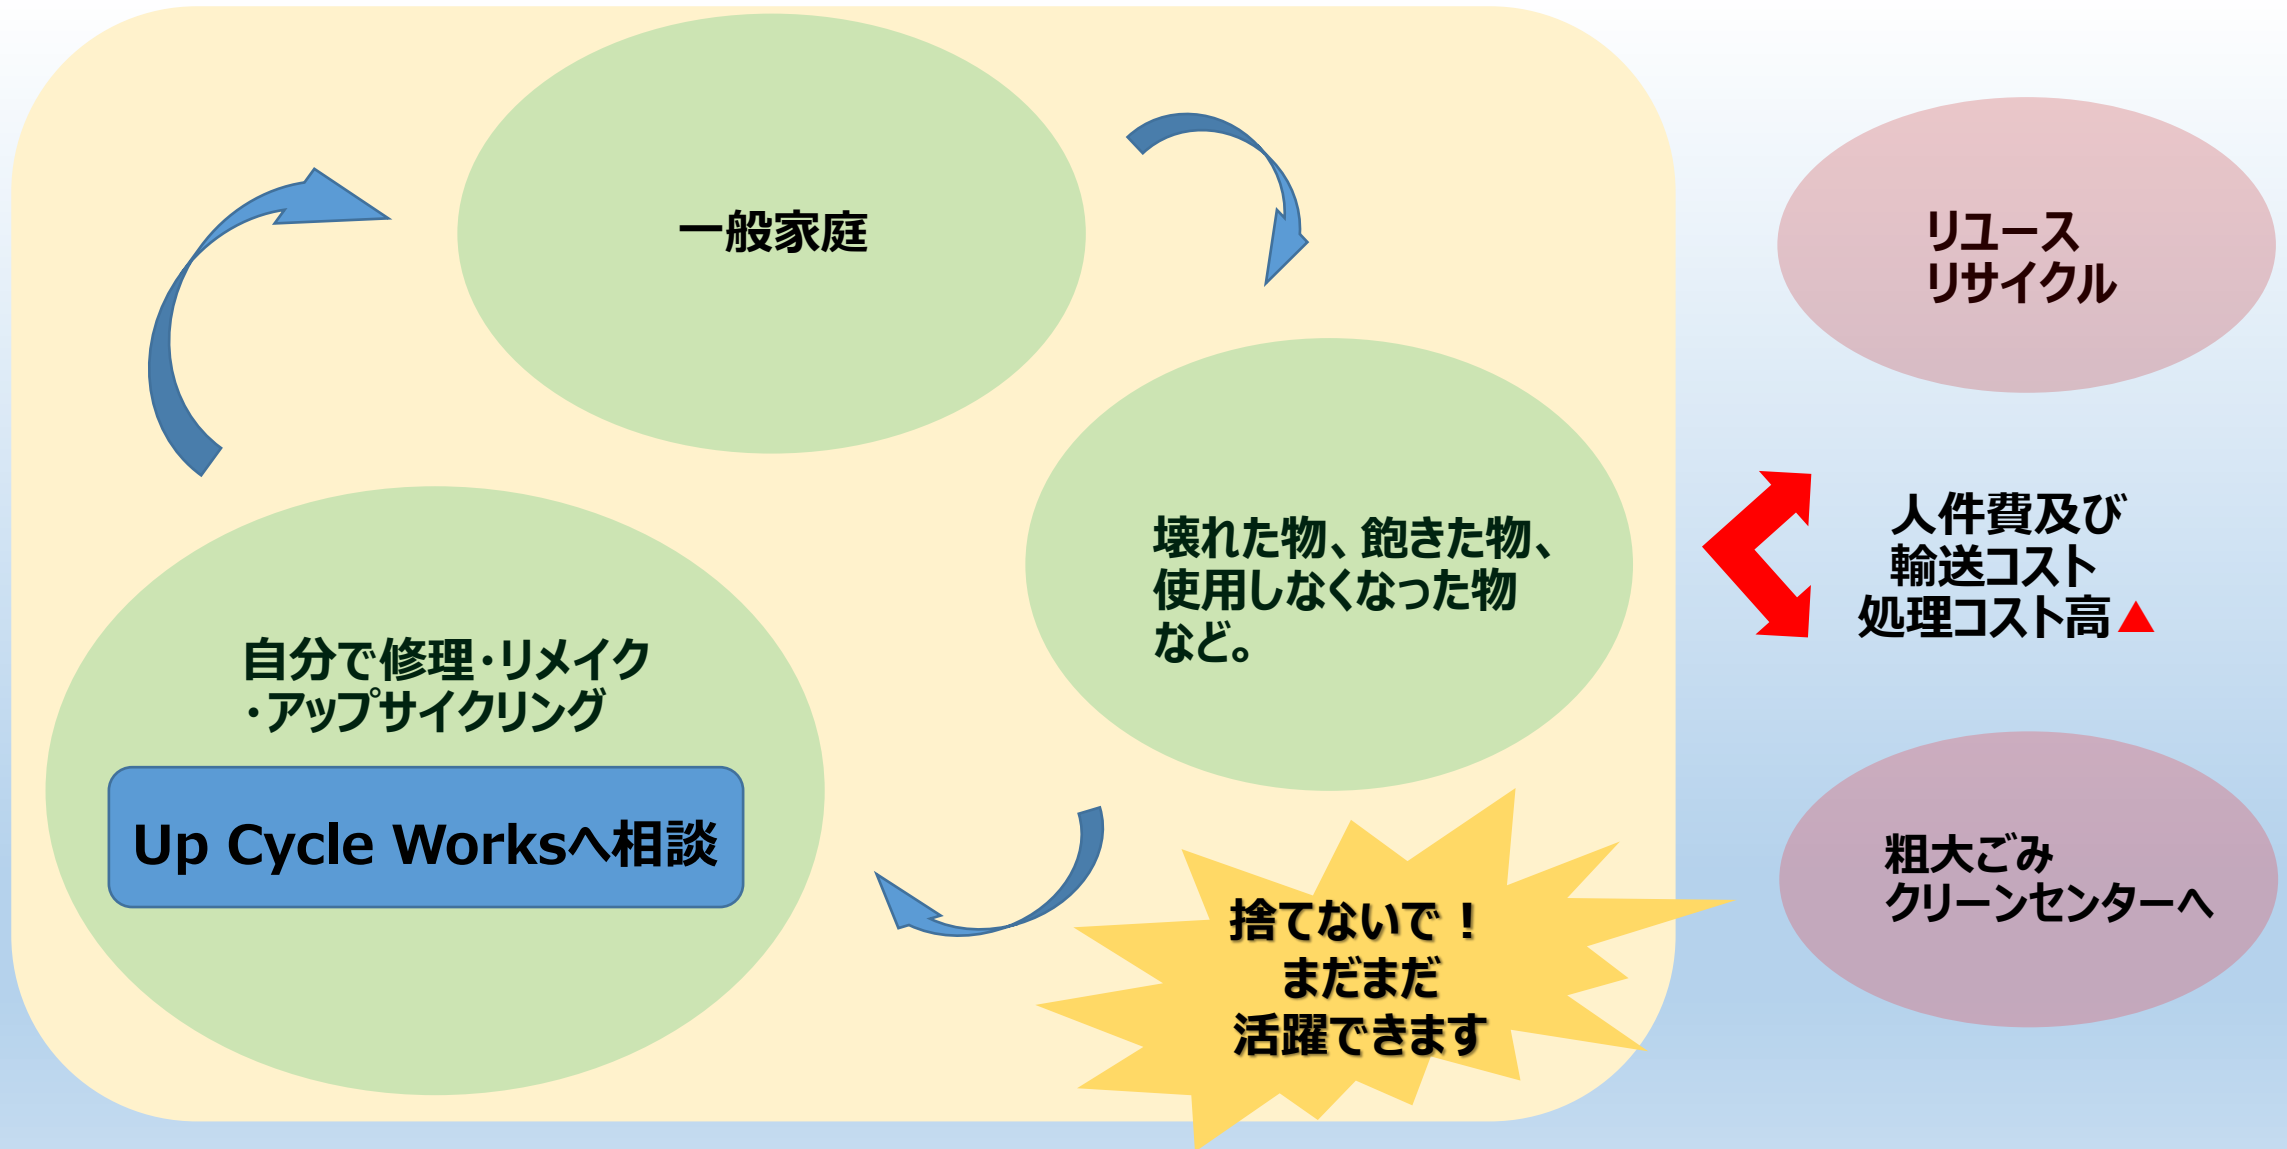 一般家庭
壊れた物、飽きた物、
使用しなくなった物
など。
自分で修理・リメイク
・アップサイクリング
Up Cycle Worksへ相談
捨てないで！
まだまだ
活躍できます
リユース
リサイクル
人件費及び
輸送コスト
処理コスト高▲
粗大ごみ
クリーンセンターへ